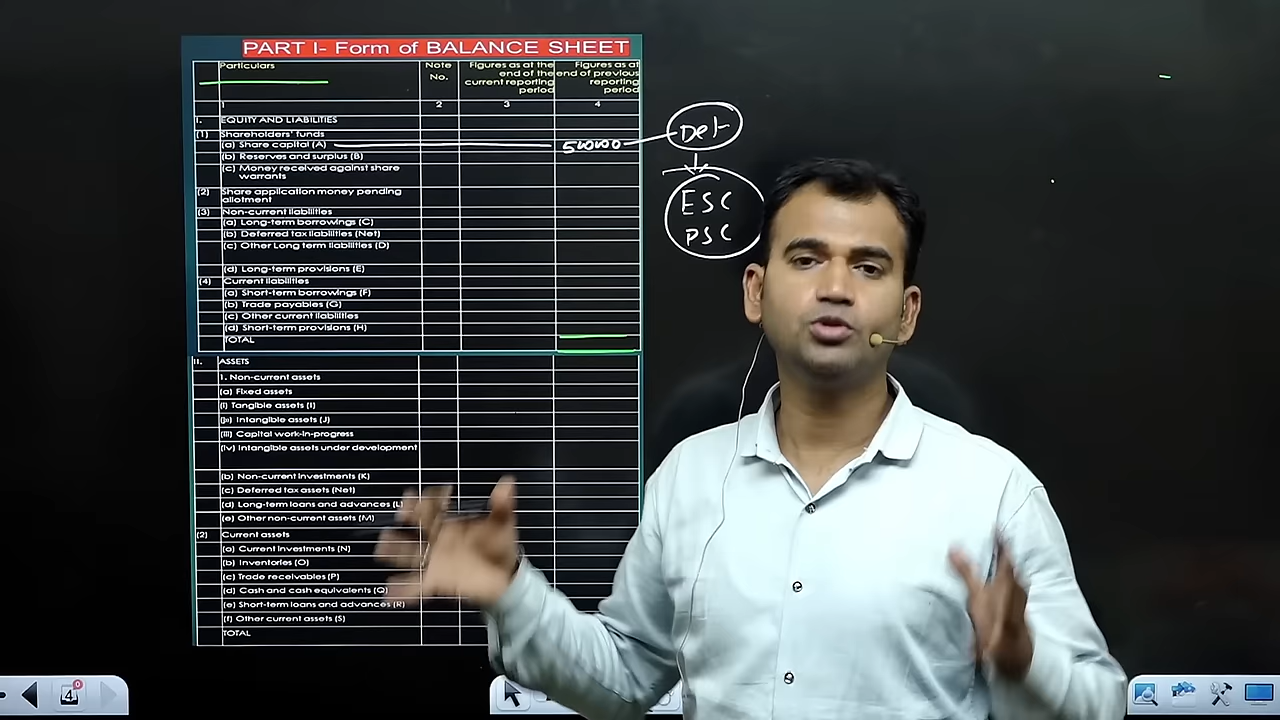 PART I- Form of BALANCE SHEET
Particulars Note No. Figures as at the end of the current reporting period Figures as at end of previous reporting period
1 2 3 4
I. EQUITY AND LIABILITIES
(1) Shareholders' funds
(a) Share capital (A) 500000
(b) Reserves and surplus (B)
(c) Money received against share warrants
(2) Share application money pending allotment
(3) Non-current liabilities
(a) Long-term borrowings (C)
(b) Deferred tax liabilities (Net)
(c) Other Long term liabilities (D)
(d) Long-term provisions (E)
(4) Current liabilities
(a) Short-term borrowings (F)
(b) Trade payables (G)
(c) Other current liabilities
(d) Short-term provisions (H)
TOTAL
II. ASSETS
1. Non-current assets
(a) Fixed assets
(i) Tangible assets (I)
Intangible assets (J)
(iii) Capital work-in-progress
(iv) Intangible assets under development
(b) Non-current investments (K)
(c) Deferred tax assets (Net)
(d) Long-term loans and advances (L)
(e) Other non-current assets (M)
(2) Current assets
(a) Current investments (N)
(b) Inventories (O)
(c) Trade receivables (P)
(d) Cash and cash equivalents (Q)
(e) Short-term loans and advances (R)
(f) Other current assets (S)
TOTAL
Det
ESC
PSC
4
0